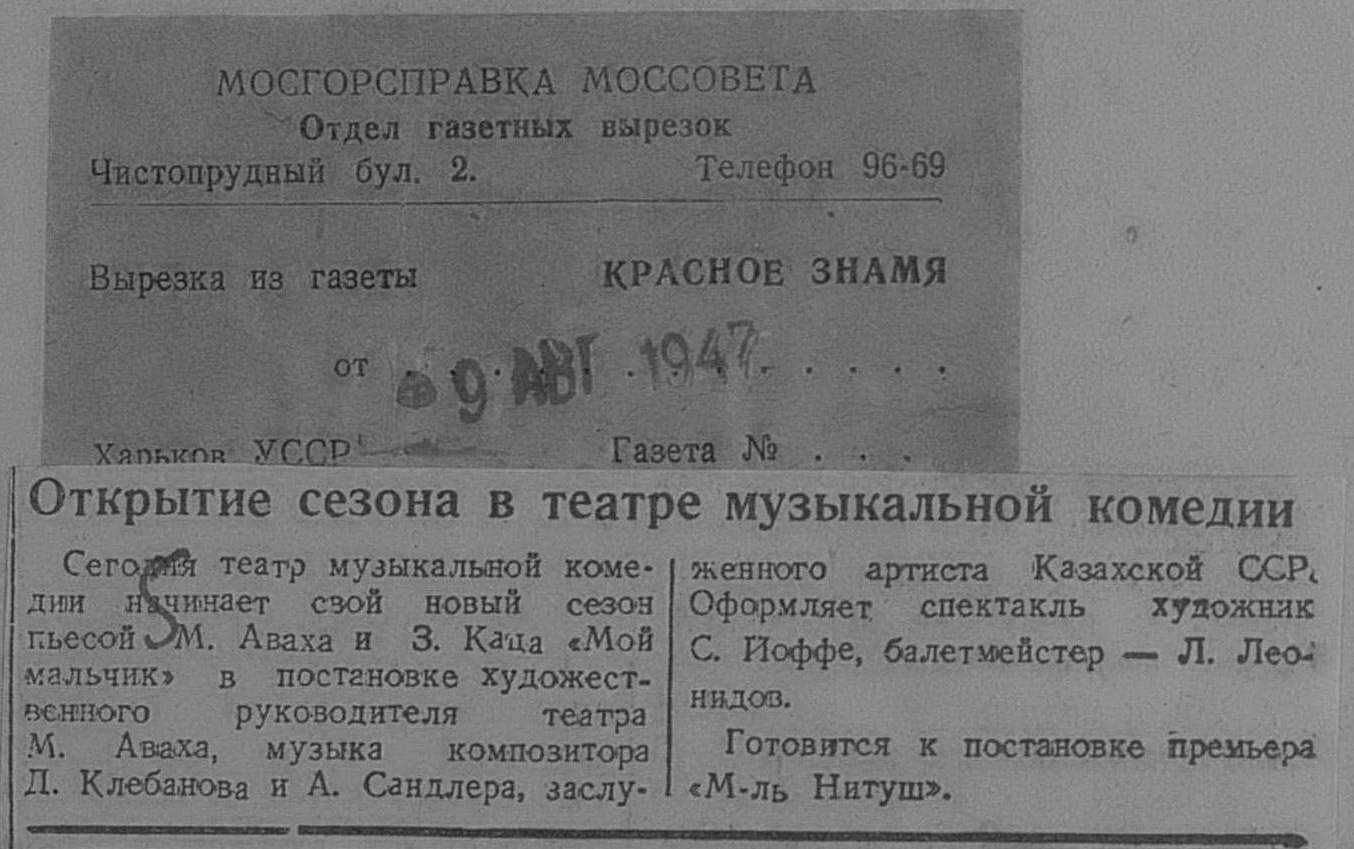 МОСГОРСПРАВКА МОССОВЕТА
Отдел газетных вырезок
Чистопрудный бул. 2. Телефон 96-69
Вырезка из газеты КРАСНОЕ ЗНАМЯ
от 9 АВГ 1947 . . . . .
Харьков УССР Газета № . . .
Открытие сезона в театре музыкальной комедии
Сегодня театр музыкальной коме-
дии начинает свой новый сезон
пьесой М. Аваха и З. Каца «Мой
мальчик» в постановке художест-
венного руководителя театра
М. Аваха, музыка композитора
Д. Клебанова и А. Сандлера, заслу-
женного артиста Казахской ССР.
Оформляет спектакль художник
С. Иоффе, балетмейстер — Л. Лео-
нидов.
Готовится к постановке премьера
«М-ль Нитуш».